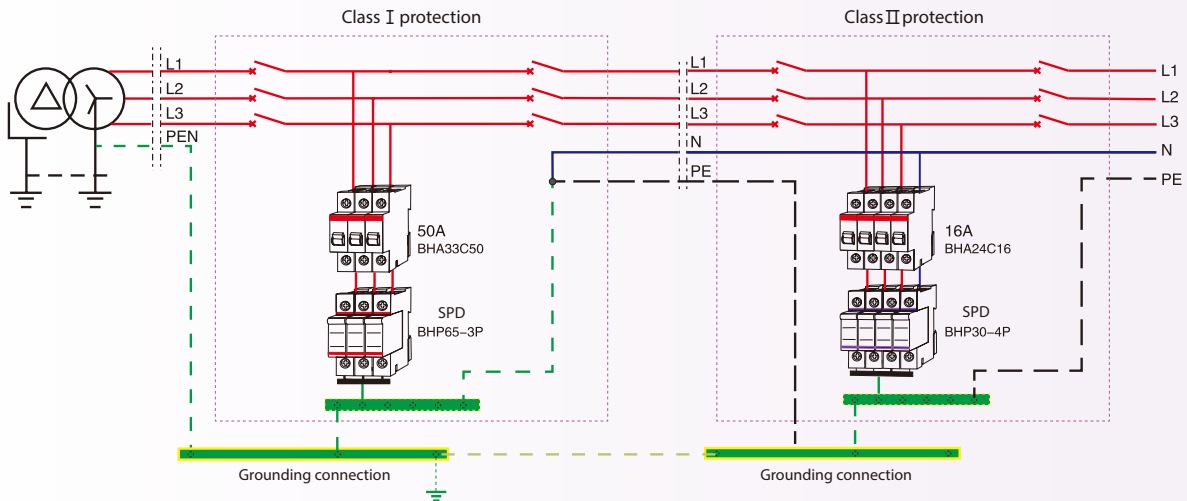 Class I protection
Class II protection
L1
L2
L3
PEN
L1
L2
L3
N
PE
L1
L2
L3
N
PE
50A
BHA33C50
SPD
BHP65-3P
16A
BHA24C16
SPD
BHP30-4P
Grounding connection
Grounding connection